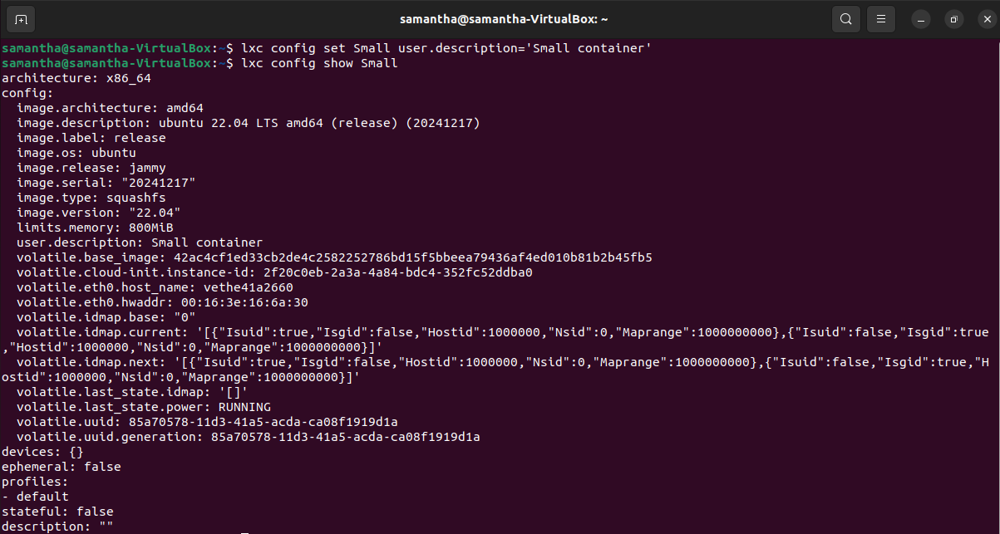 samantha@samantha-VirtualBox: ~
samantha@samantha-VirtualBox:~$ lxc config set Small user.description='Small container'
samantha@samantha-VirtualBox:~$ lxc config show Small
architecture: x86_64
config:
  image.architecture: amd64
  image.description: ubuntu 22.04 LTS amd64 (release) (20241217)
  image.label: release
  image.os: ubuntu
  image.release: jammy
  image.serial: "20241217"
  image.type: squashfs
  image.version: "22.04"
  limits.memory: 800MiB
  user.description: Small container
  volatile.base_image: 42ac4cf1ed33cb2de4c2582252786bd15f5bbeea79436af4ed010b81b2b45fb5
  volatile.cloud-init.instance-id: 2f20c0eb-2a3a-4a84-bdc4-352fc52ddba0
  volatile.eth0.host_name: vethe41a2660
  volatile.eth0.hwaddr: 00:16:3e:16:6a:30
  volatile.idmap.base: "0"
  volatile.idmap.current: '[{"Isuid":true,"Isgid":false,"Hostid":1000000,"Nsid":0,"Maprange":1000000000},{"Isuid":false,"Isgid":true
,"Hostid":1000000,"Nsid":0,"Maprange":1000000000}]'
  volatile.idmap.next: '[{"Isuid":true,"Isgid":false,"Hostid":1000000,"Nsid":0,"Maprange":1000000000},{"Isuid":false,"Isgid":true,"H
ostid":1000000,"Nsid":0,"Maprange":1000000000}]'
  volatile.last_state.idmap: '[]'
  volatile.last_state.power: RUNNING
  volatile.uuid: 85a70578-11d3-41a5-acda-ca08f1919d1a
  volatile.uuid.generation: 85a70578-11d3-41a5-acda-ca08f1919d1a
devices: {}
ephemeral: false
profiles:
- default
stateful: false
description: ""